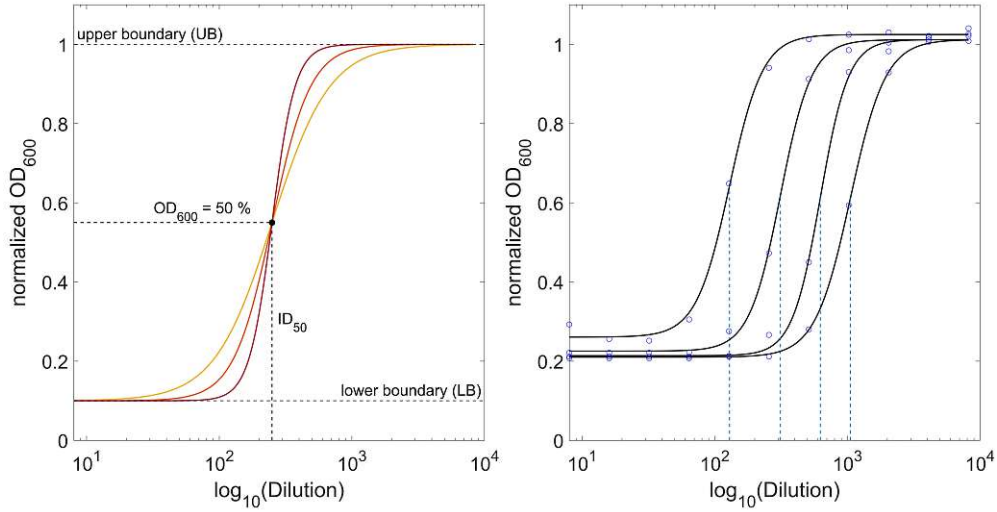 upper boundary (UB)
OD600 = 50 %
ID50
lower boundary (LB)
normalized OD600
1
0.8
0.6
0.4
0.2
0
10^1
10^2
10^3
10^4
log10(Dilution)
normalized OD600
1
0.8
0.6
0.4
0.2
0
10^1
10^2
10^3
10^4
log10(Dilution)